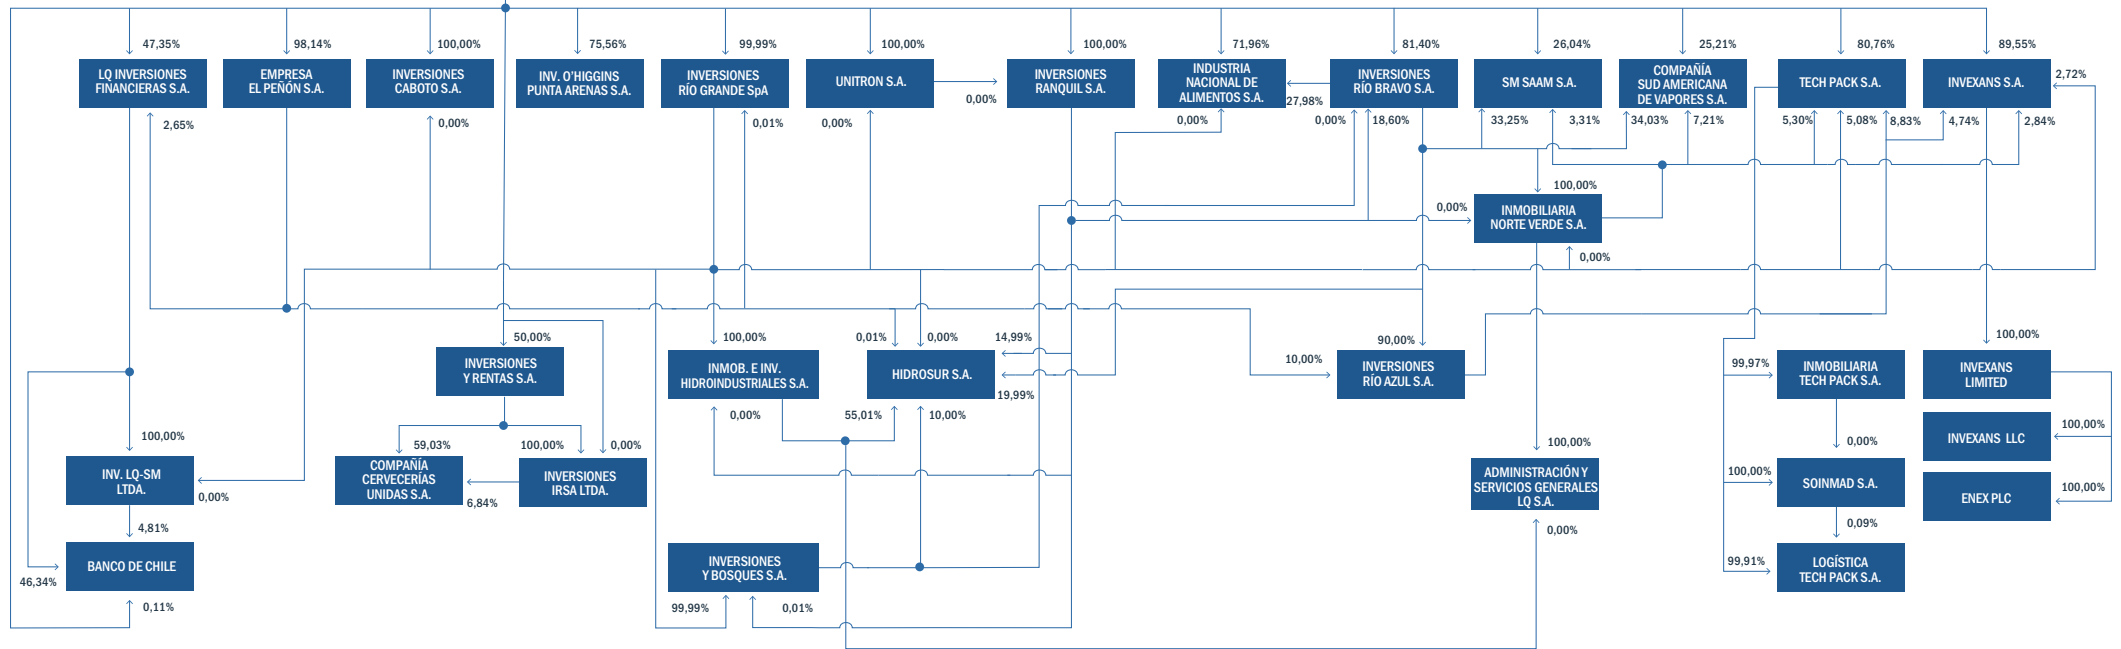 47,35%
98,14%
100,00%
75,56%
99,99%
100,00%
100,00%
71,96%
81,40%
26,04%
25,21%
80,76%
89,55%
LQ INVERSIONES
FINANCIERAS S.A.
EMPRESA
EL PEÑÓN S.A.
INVERSIONES
CABOTO S.A.
INV. O'HIGGINS
PUNTA ARENAS S.A.
INVERSIONES
RÍO GRANDE SpA
UNITRON S.A.
INVERSIONES
RANQUIL S.A.
INDUSTRIA
NACIONAL DE
ALIMENTOS S.A.
INVERSIONES
RÍO BRAVO S.A.
SM SAAM S.A.
COMPAÑÍA
SUD AMERICANA
DE VAPORES S.A.
TECH PACK S.A.
INVEXANS S.A.
2,72%
0,00%
27,98%
2,65%
0,00%
0,01%
0,00%
0,00%
0,00%
18,60%
33,25%
3,31%
34,03%
7,21%
5,30%
5,08%
8,83%
4,74%
2,84%
100,00%
0,00%
INMOBILIARIA
NORTE VERDE S.A.
0,00%
50,00%
100,00%
0,01%
0,00%
14,99%
90,00%
100,00%
INVERSIONES
Y RENTAS S.A.
INMOB. E INV.
HIDROINDUSTRIALES S.A.
HIDROSUR S.A.
10,00%
INVERSIONES
RÍO AZUL S.A.
99,97%
INMOBILIARIA
TECH PACK S.A.
INVEXANS
LIMITED
19,99%
0,00%
55,01%
10,00%
100,00%
59,03%
100,00%
0,00%
100,00%
0,00%
INVEXANS LLC
100,00%
INV. LQ-SM
LTDA.
0,00%
COMPAÑÍA
CERVECERÍAS
UNIDAS S.A.
6,84%
INVERSIONES
IRSA LTDA.
ADMINISTRACIÓN Y
SERVICIOS GENERALES
LQ S.A.
100,00%
SOINMAD S.A.
ENEX PLC
100,00%
4,81%
0,00%
0,09%
BANCO DE CHILE
46,34%
0,11%
INVERSIONES
Y BOSQUES S.A.
99,99%
0,01%
99,91%
LOGÍSTICA
TECH PACK S.A.